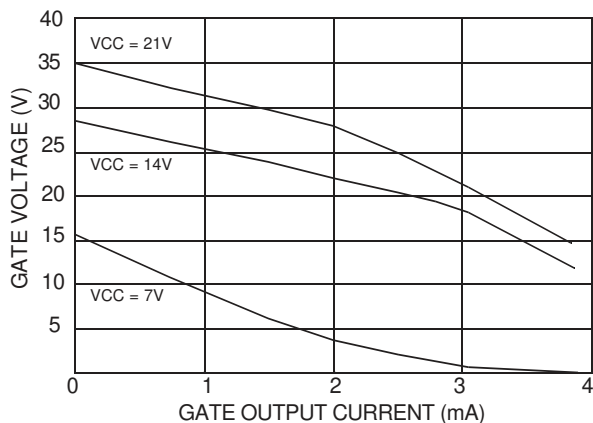 40
VCC = 21V
35
30
25
VCC = 14V
20
15
10
VCC = 7V
5
GATE VOLTAGE (V)
0 1 2 3 4
GATE OUTPUT CURRENT (mA)